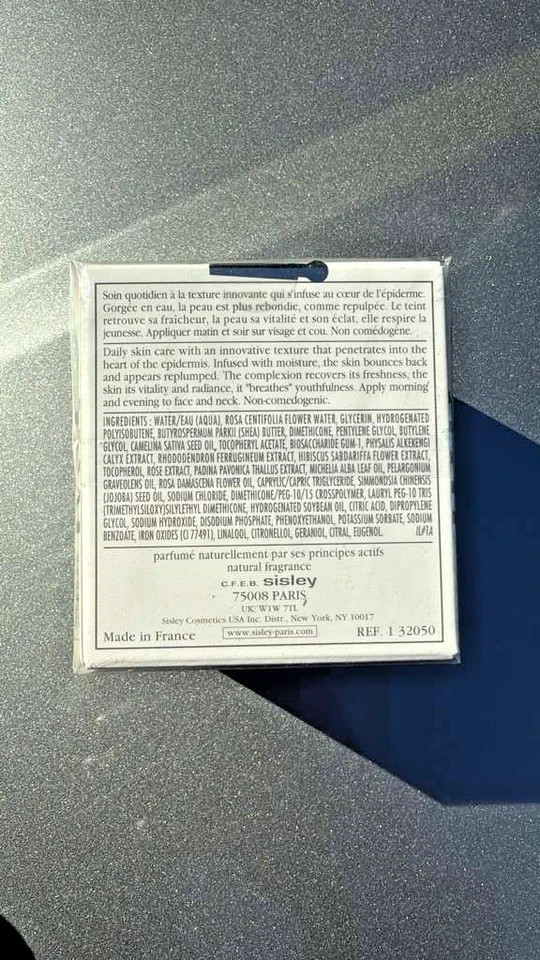 Soin quotidien à la texture innovante qui s'infuse au cœur de l'épiderme.
Gorgée en eau, la peau est plus rebondie, comme repulpée. Le teint
retrouve sa fraîcheur, la peau sa vitalité et son éclat, elle respire la
jeunesse. Appliquer matin et soir sur visage et cou. Non comédogène.
Daily skin care with an innovative texture that penetrates into the
heart of the epidermis. Infused with moisture, the skin bounces back
and appears replumped. The complexion recovers its freshness, the
skin its vitality and radiance, it "breathes" youthfulness. Apply morning
and evening to face and neck. Non-comedogenic.
INGREDIENTS : WATER/EAU (AQUA), ROSA CENTIFOLIA FLOWER WATER, GLYCERIN, HYDROGENATED
POLYISOBUTENE, BUTYROSPERMUM PARKII (SHEA) BUTTER, DIMETHICONE, PENTYLENE GLYCOL, BUTYLENE
GLYCOL, CAMELINA SATIVA SEED OIL, TOCOPHERYL ACETATE, BIOSACCHARIDE GUM-1, PHYSALIS ALKEKENGI
CALYX EXTRACT, RHODODENDRON FERRUGINEUM EXTRACT, HIBISCUS SABDARIFFA FLOWER EXTRACT,
TOCOPHEROL, ROSE EXTRACT, PADINA PAVONICA THALLUS EXTRACT, MICHELIA ALBA LEAF OIL, PELARGONIUM
GRAVEOLENS OIL, ROSA DAMASCENA FLOWER OIL, CAPRYLIC/CAPRIC TRIGLYCERIDE, SIMMONDSIA CHINENSIS
(JOJOBA) SEED OIL, SODIUM CHLORIDE, DIMETHICONE/PEG-10/15 CROSSPOLYMER, LAURYL PEG-10 TRIS
(TRIMETHYLSILOXY)SILYLETHYL DIMETHICONE, HYDROGENATED SOYBEAN OIL, CITRIC ACID, DIPROPYLENE
GLYCOL, SODIUM HYDROXIDE, DISODIUM PHOSPHATE, PHENOXYETHANOL, POTASSIUM SORBATE, SODIUM
BENZOATE, IRON OXIDES (CI 77491), LINALOOL, CITRONELLOL, GERANIOL, CITRAL, EUGENOL. IL#1A
parfumé naturellement par ses principes actifs
natural fragrance
C.F.E.B. sisley
75008 PARIS
UK: W1W 7TL
Sisley Cosmetics USA Inc. Distr., New York, NY 10017
Made in France www.sisley-paris.com REF. 1 32050